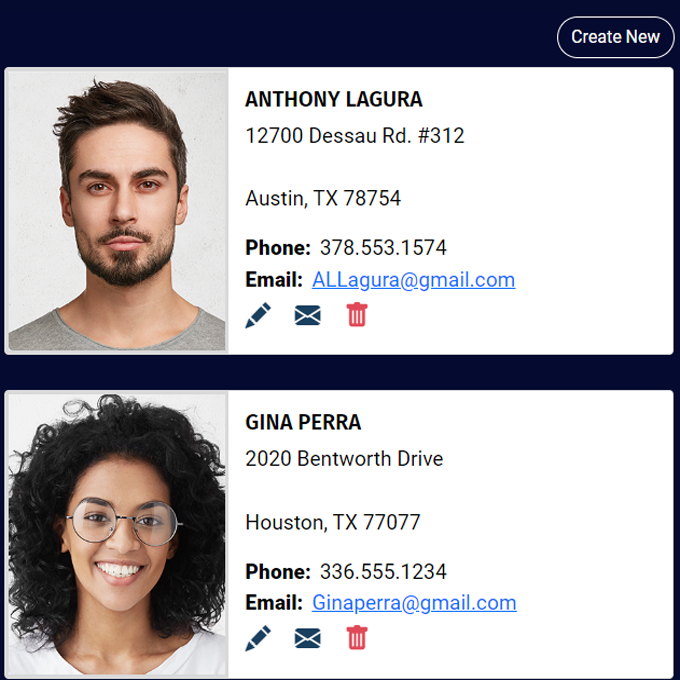 Create New
ANTHONY LAGURA
12700 Dessau Rd. #312
Austin, TX 78754
Phone: 378.553.1574
Email: ALLagura@gmail.com
GINA PERRA
2020 Bentworth Drive
Houston, TX 77077
Phone: 336.555.1234
Email: Ginaperra@gmail.com